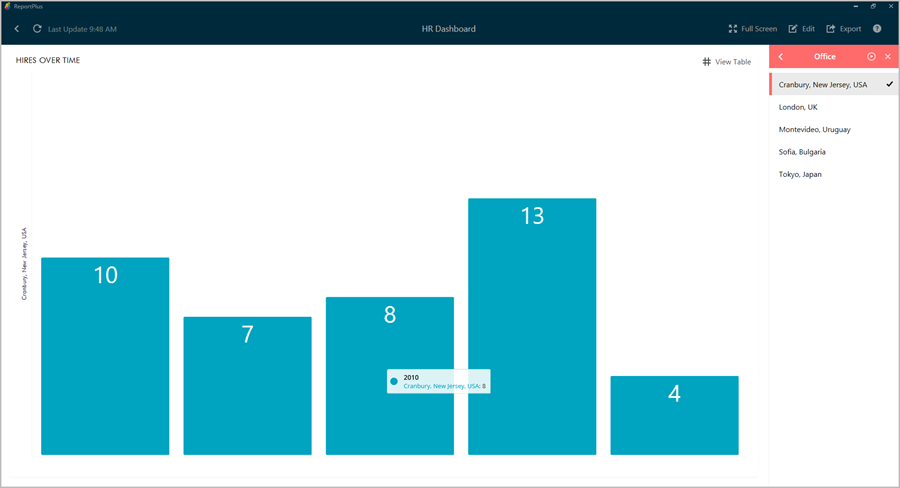 ReportPlus
Last Update 9:48 AM
HR Dashboard
Full Screen
Edit
Export
?
HIRES OVER TIME
View Table
Office
Cranbury, New Jersey, USA
London, UK
Montevideo, Uruguay
Sofia, Bulgaria
Tokyo, Japan
Cranbury, New Jersey, USA
10
7
8
13
4
2010
Cranbury, New Jersey, USA: 8